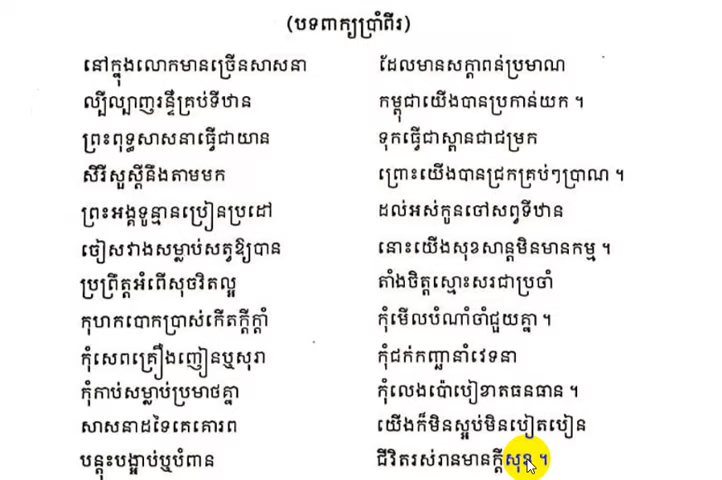 (បទពាក្យប្រាំពីរ)
នៅក្នុងលោកមានច្រើនសាសនា ដែលមានសក្តាពន់ប្រមាណ
ល្បីល្បាញរន្ទឺគ្រប់ទីឋាន កម្ពុជាយើងបានប្រកាន់យក ។
ព្រះពុទ្ធសាសនាធ្វើជាយាន ទុកធ្វើជាស្ពានជាជម្រក
សិរីសួស្តីនឹងតាមមក ព្រោះយើងបានជ្រកគ្រប់ៗប្រាណ ។
ព្រះអង្គទូន្មានប្រៀនប្រដៅ ដល់អស់កូនចៅសព្វទីឋាន
ចៀសវាងសម្លាប់សត្វឱ្យបាន នោះយើងសុខសាន្តមិនមានកម្ម ។
ប្រព្រឹត្តអំពើសុចរិតល្អ តាំងចិត្តស្មោះសរជាប្រចាំ
កុហកបោកប្រាស់កើតក្តីក្តាំ កុំមើលបំណាំចាំជួយគ្នា ។
កុំសេពគ្រឿងញៀនឬសុរា កុំជក់កញ្ឆានាំវេទនា
កុំកាប់សម្លាប់ប្រមាថគ្នា កុំលេងប៉ោបៀខាតធនធាន ។
សាសនាដទៃគេគោរព យើងក៏មិនស្អប់មិនបៀតបៀន
បន្តុះបង្អាប់ឬបំពាន ជីវិតរស់រានមានក្តីសុខ ។